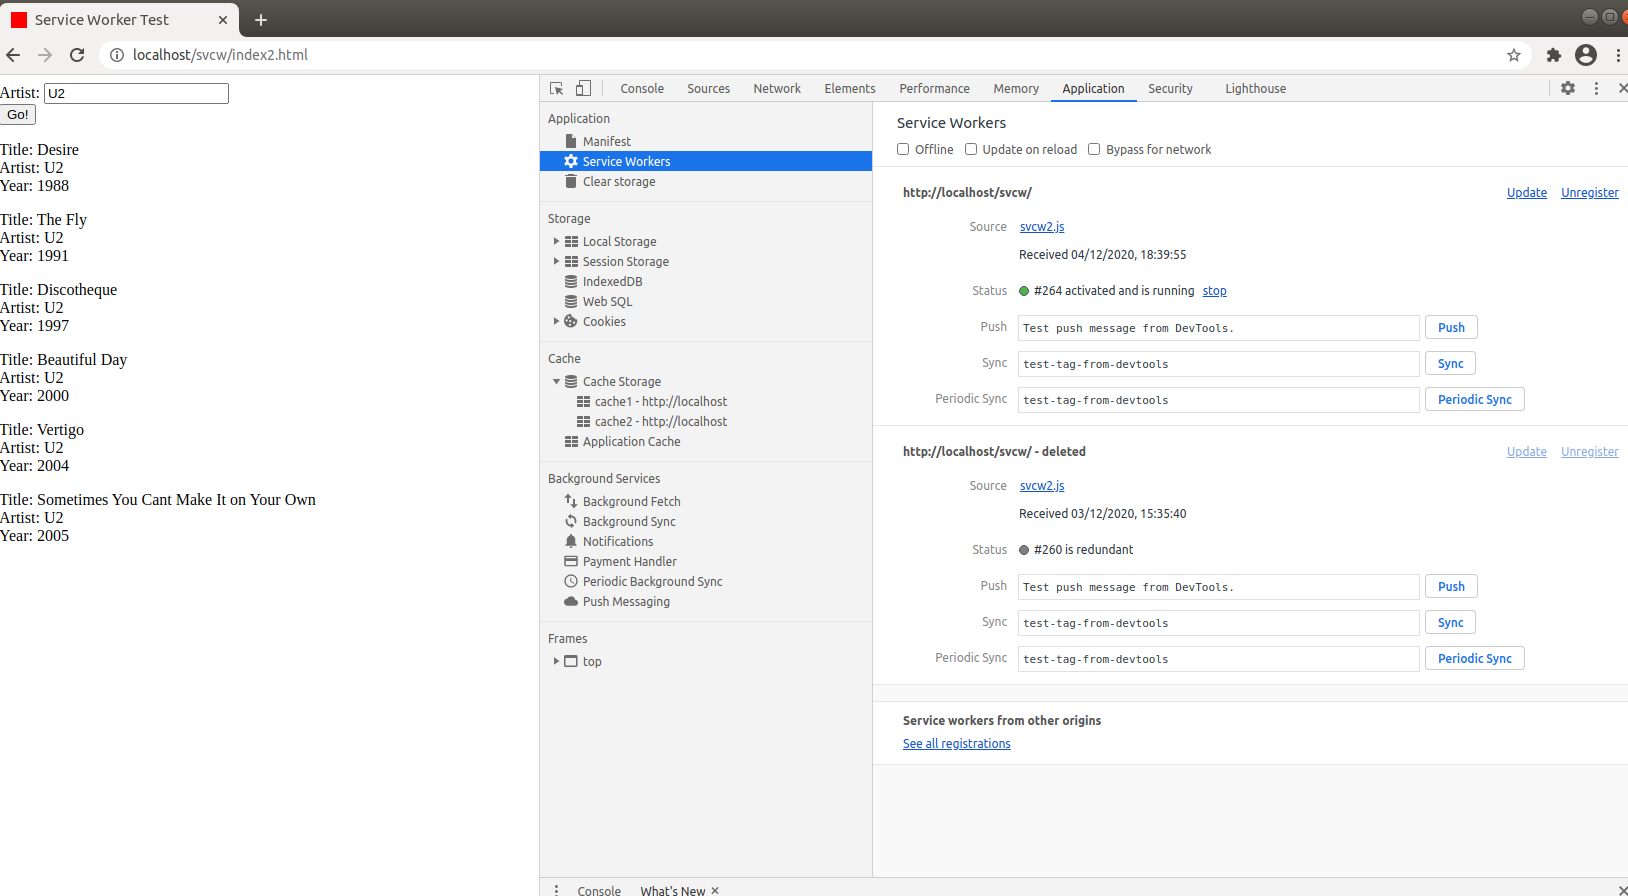 Service Worker Test
localhost/svcw/index2.html
Artist: U2
Go!
Title: Desire
Artist: U2
Year: 1988
Title: The Fly
Artist: U2
Year: 1991
Title: Discotheque
Artist: U2
Year: 1997
Title: Beautiful Day
Artist: U2
Year: 2000
Title: Vertigo
Artist: U2
Year: 2004
Title: Sometimes You Cant Make It on Your Own
Artist: U2
Year: 2005
Console Sources Network Elements Performance Memory Application Security Lighthouse
Application
Manifest
Service Workers
Clear storage
Storage
Local Storage
Session Storage
IndexedDB
Web SQL
Cookies
Cache
Cache Storage
cache1 - http://localhost
cache2 - http://localhost
Application Cache
Background Services
Background Fetch
Background Sync
Notifications
Payment Handler
Periodic Background Sync
Push Messaging
Frames
top
Service Workers
Offline Update on reload Bypass for network
http://localhost/svcw/ Update Unregister
Source svcw2.js
Received 04/12/2020, 18:39:55
Status #264 activated and is running stop
Push Test push message from DevTools. Push
Sync test-tag-from-devtools Sync
Periodic Sync test-tag-from-devtools Periodic Sync
http://localhost/svcw/ - deleted Update Unregister
Source svcw2.js
Received 03/12/2020, 15:35:40
Status #260 is redundant
Push Test push message from DevTools. Push
Sync test-tag-from-devtools Sync
Periodic Sync test-tag-from-devtools Periodic Sync
Service workers from other origins
See all registrations
Console What's New